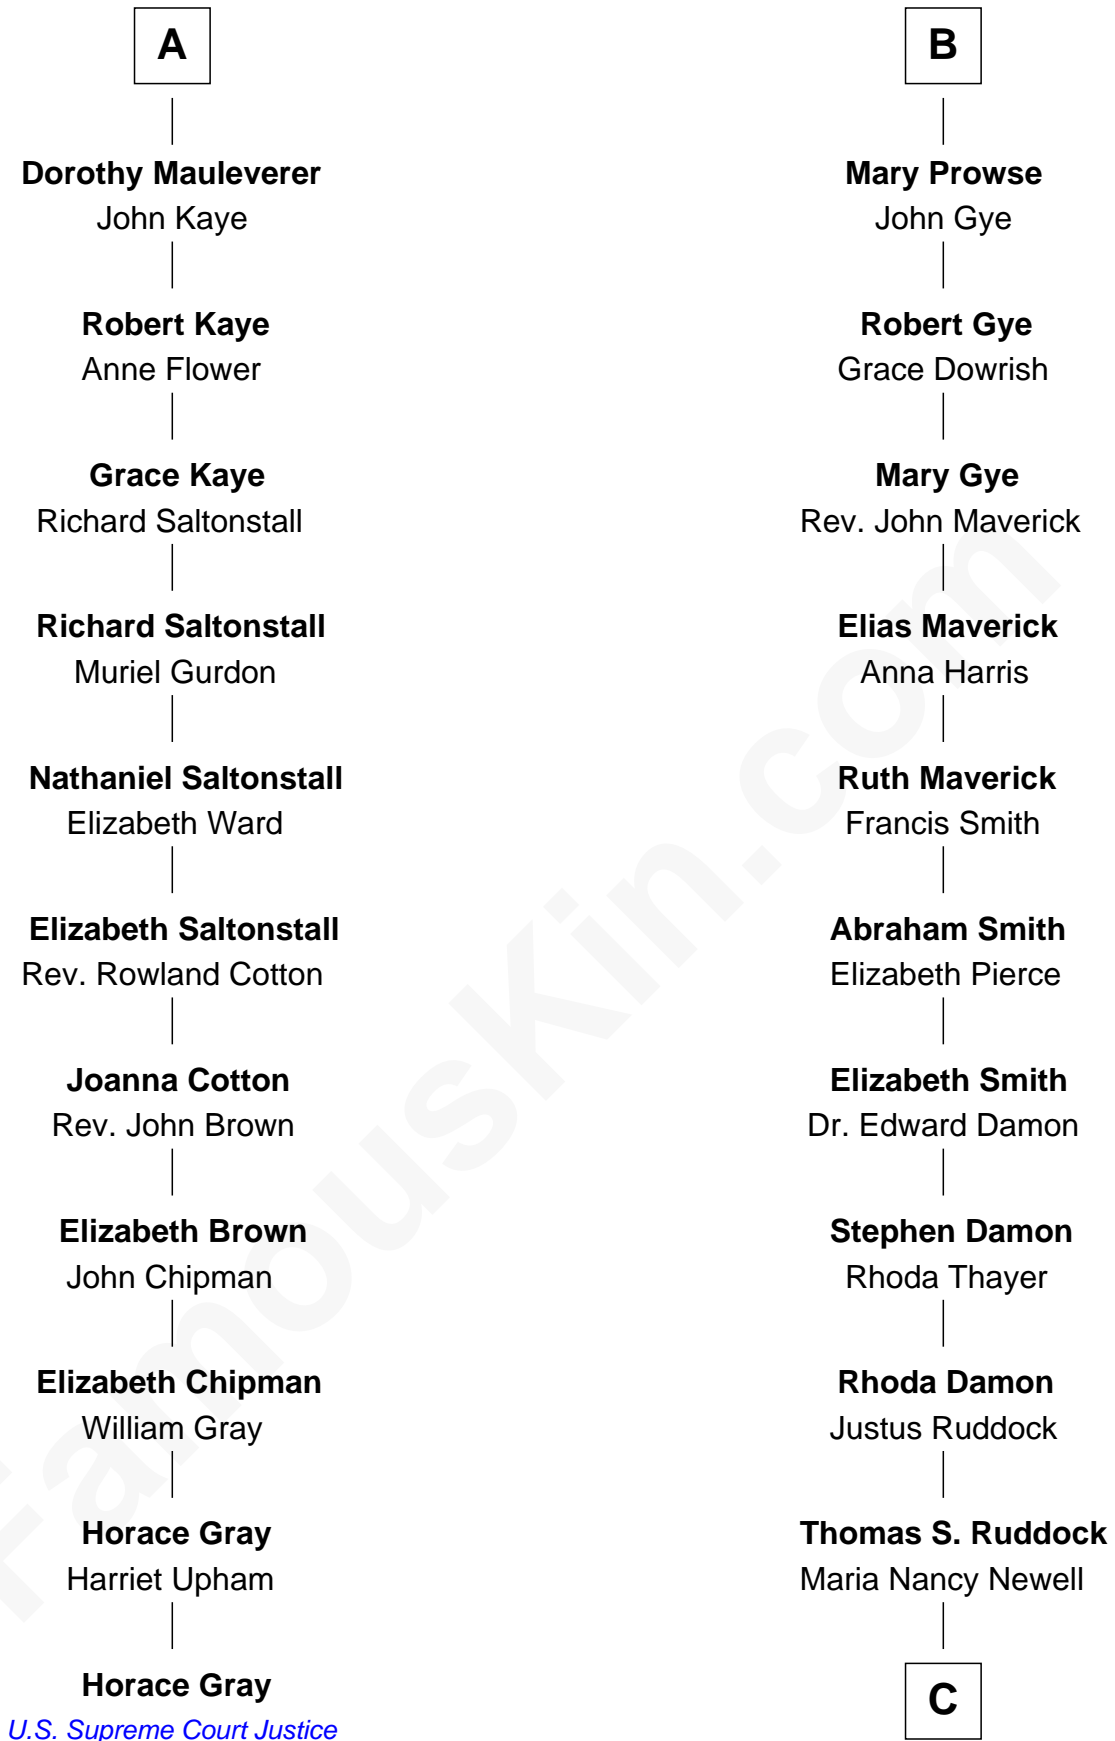 A
Dorothy Mauleverer
John Kaye
Robert Kaye
Anne Flower
Grace Kaye
Richard Saltonstall
Richard Saltonstall
Muriel Gurdon
Nathaniel Saltonstall
Elizabeth Ward
Elizabeth Saltonstall
Rev. Rowland Cotton
Joanna Cotton
Rev. John Brown
Elizabeth Brown
John Chipman
Elizabeth Chipman
William Gray
Horace Gray
Harriet Upham
Horace Gray
U.S. Supreme Court Justice
B
Mary Prowse
John Gye
Robert Gye
Grace Dowrish
Mary Gye
Rev. John Maverick
Elias Maverick
Anna Harris
Ruth Maverick
Francis Smith
Abraham Smith
Elizabeth Pierce
Elizabeth Smith
Dr. Edward Damon
Stephen Damon
Rhoda Thayer
Rhoda Damon
Justus Ruddock
Thomas S. Ruddock
Maria Nancy Newell
C
FamousKin.com